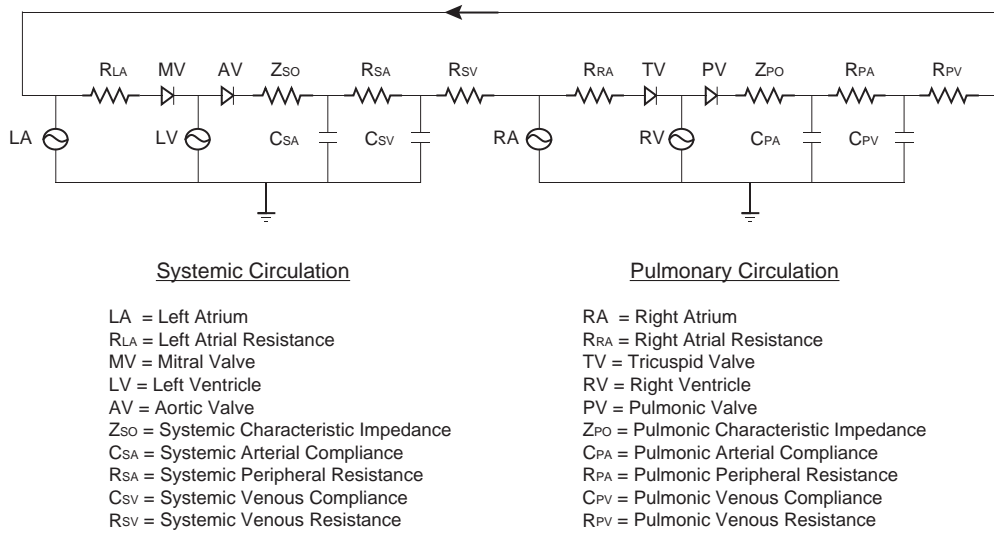 RLA MV AV ZSO RSA RSV RRA TV PV ZPO RPA RPV
LA LV CSA CSV RA RV CPA CPV
Systemic Circulation
LA = Left Atrium
RLA = Left Atrial Resistance
MV = Mitral Valve
LV = Left Ventricle
AV = Aortic Valve
ZSO = Systemic Characteristic Impedance
CSA = Systemic Arterial Compliance
RSA = Systemic Peripheral Resistance
CSV = Systemic Venous Compliance
RSV = Systemic Venous Resistance
Pulmonary Circulation
RA = Right Atrium
RRA = Right Atrial Resistance
TV = Tricuspid Valve
RV = Right Ventricle
PV = Pulmonic Valve
ZPO = Pulmonic Characteristic Impedance
CPA = Pulmonic Arterial Compliance
RPA = Pulmonic Peripheral Resistance
CPV = Pulmonic Venous Compliance
RPV = Pulmonic Venous Resistance